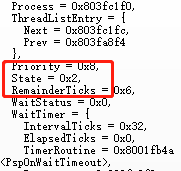 Process = 0x803fc1f0,
ThreadListEntry = {
Next = 0x803fc1fc,
Prev = 0x803fa8f4
},
Priority = 0x8,
State = 0x2,
RemainderTicks = 0x6,
WaitStatus = 0x0,
WaitTimer = {
IntervalTicks = 0x32,
ElapsedTicks = 0x0,
TimerRoutine = 0x8001fb4a
<PspOnWaitTimeout>,